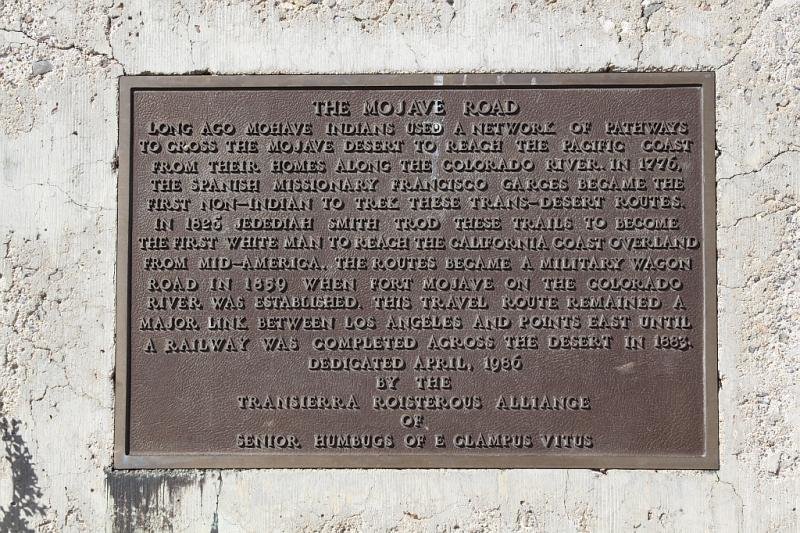 THE MOJAVE ROAD
LONG AGO MOHAVE INDIANS USED A NETWORK OF PATHWAYS
TO CROSS THE MOJAVE DESERT TO REACH THE PACIFIC COAST
FROM THEIR HOMES ALONG THE COLORADO RIVER. IN 1776,
THE SPANISH MISSIONARY FRANCISCO GARCES BECAME THE
FIRST NON-INDIAN TO TREK THESE TRANS-DESERT ROUTES.
IN 1826 JEDEDIAH SMITH TROD THESE TRAILS TO BECOME
THE FIRST WHITE MAN TO REACH THE CALIFORNIA COAST OVERLAND
FROM MID-AMERICA. THE ROUTES BECAME A MILITARY WAGON
ROAD IN 1859 WHEN FORT MOJAVE ON THE COLORADO
RIVER WAS ESTABLISHED. THIS TRAVEL ROUTE REMAINED A
MAJOR LINK BETWEEN LOS ANGELES AND POINTS EAST UNTIL
A RAILWAY WAS COMPLETED ACROSS THE DESERT IN 1883.
DEDICATED APRIL, 1986
BY THE
TRANSIERRA ROISTEROUS ALLIANCE
OF
SENIOR HUMBUGS OF E CLAMPUS VITUS